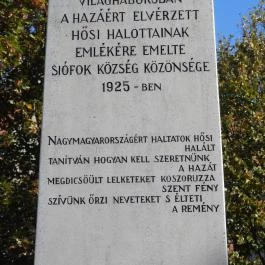 VILÁGHÁBORÚBAN
A HAZÁÉRT ELVÉRZETT
HŐSI HALOTTAINAK
EMLÉKÉRE EMELTE
SIÓFOK KÖZSÉG KÖZÖNSÉGE
1925-BEN
NAGYMAGYARORSZÁGÉRT HALTATOK HŐSI
HALÁLT
TANÍTVÁN HOGYAN KELL SZERETNÜNK
A HAZÁT
MEGDICSŐÜLT LELKETEKET KOSZORUZZA
SZENT FÉNY
SZÍVÜNK ŐRZI NEVETEKET S ÉLTETI
A REMÉNY